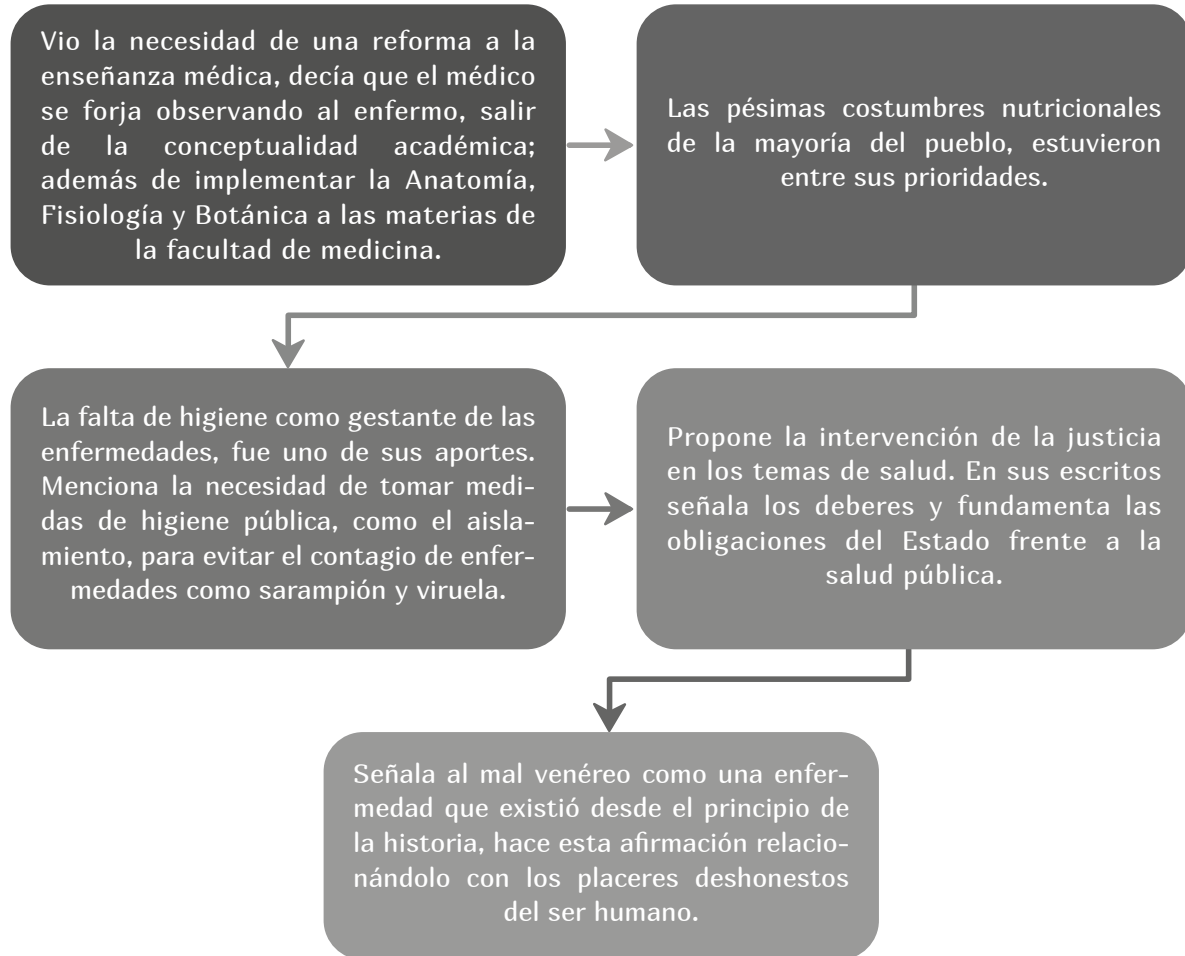 Vio la necesidad de una reforma a la
enseñanza médica, decía que el médico
se forja observando al enfermo, salir
de la conceptualidad académica;
además de implementar la Anatomía,
Fisiología y Botánica a las materias de
la facultad de medicina.
Las pésimas costumbres nutricionales
de la mayoría del pueblo, estuvieron
entre sus prioridades.
La falta de higiene como gestante de las
enfermedades, fue uno de sus aportes.
Menciona la necesidad de tomar medi-
das de higiene pública, como el aisla-
miento, para evitar el contagio de enfer-
medades como sarampión y viruela.
Propone la intervención de la justicia
en los temas de salud. En sus escritos
señala los deberes y fundamenta las
obligaciones del Estado frente a la
salud pública.
Señala al mal venéreo como una enfer-
medad que existió desde el principio de
la historia, hace esta afirmación relacio-
nándolo con los placeres deshonestos
del ser humano.